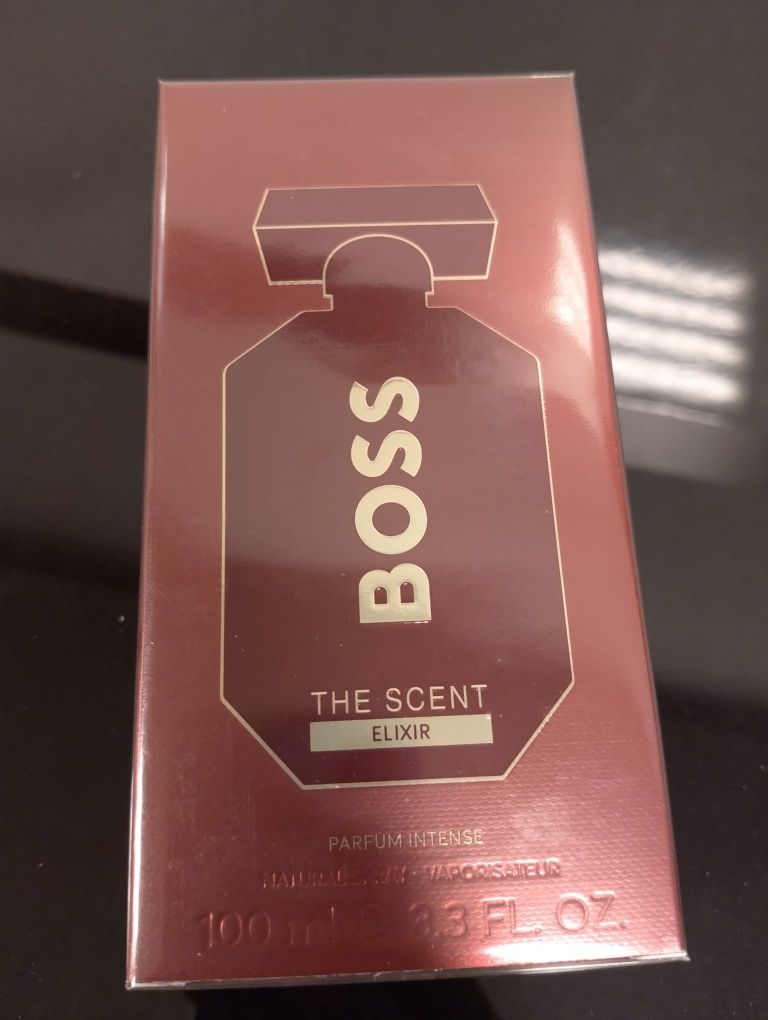 BOSS
THE SCENT
ELIXIR
PARFUM INTENSE
NATURAL SPRAY • VAPORISATEUR
100 ml ℮ 3.3 FL. OZ.